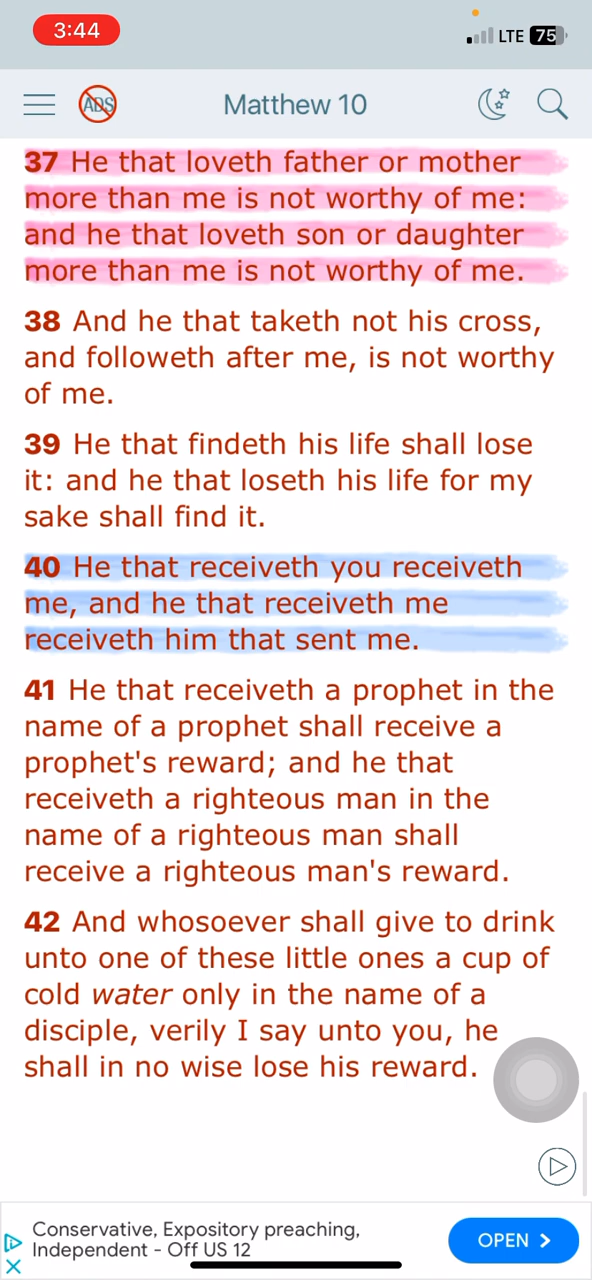 3:44
LTE 75
ADS
Matthew 10
37 He that loveth father or mother
more than me is not worthy of me:
and he that loveth son or daughter
more than me is not worthy of me.
38 And he that taketh not his cross,
and followeth after me, is not worthy
of me.
39 He that findeth his life shall lose
it: and he that loseth his life for my
sake shall find it.
40 He that receiveth you receiveth
me, and he that receiveth me
receiveth him that sent me.
41 He that receiveth a prophet in the
name of a prophet shall receive a
prophet's reward; and he that
receiveth a righteous man in the
name of a righteous man shall
receive a righteous man's reward.
42 And whosoever shall give to drink
unto one of these little ones a cup of
cold water only in the name of a
disciple, verily I say unto you, he
shall in no wise lose his reward.
Conservative, Expository preaching,
Independent - Off US 12
OPEN